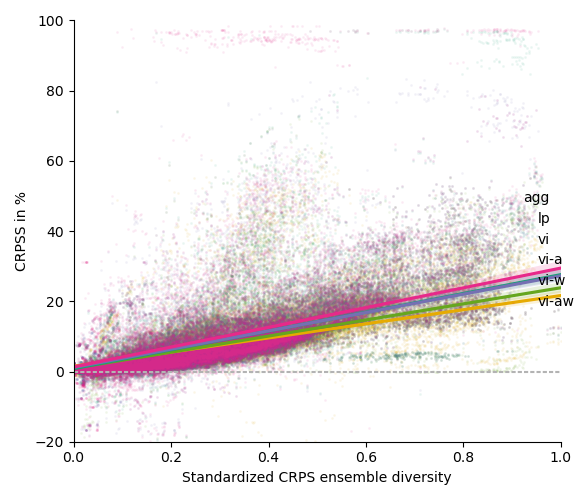 100
80
60
40
20
0
−20
CRPSS in %
agg
lp
vi
vi-a
vi-w
vi-aw
0.0 0.2 0.4 0.6 0.8 1.0
Standardized CRPS ensemble diversity